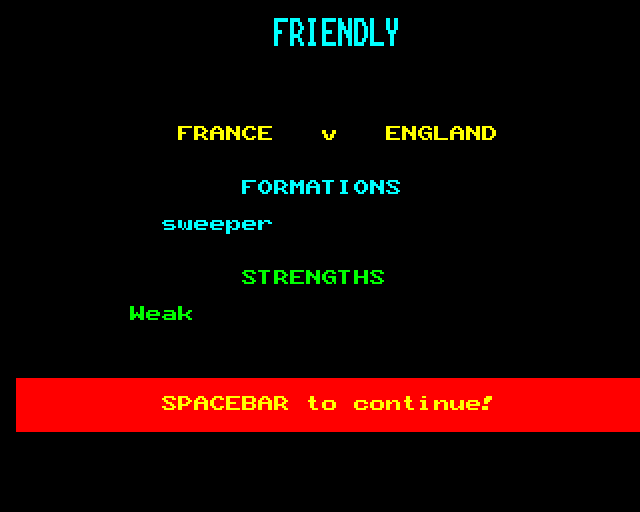 FRIENDLY
FRANCE v ENGLAND
FORMATIONS
sweeper
STRENGTHS
Weak
SPACEBAR to continue!